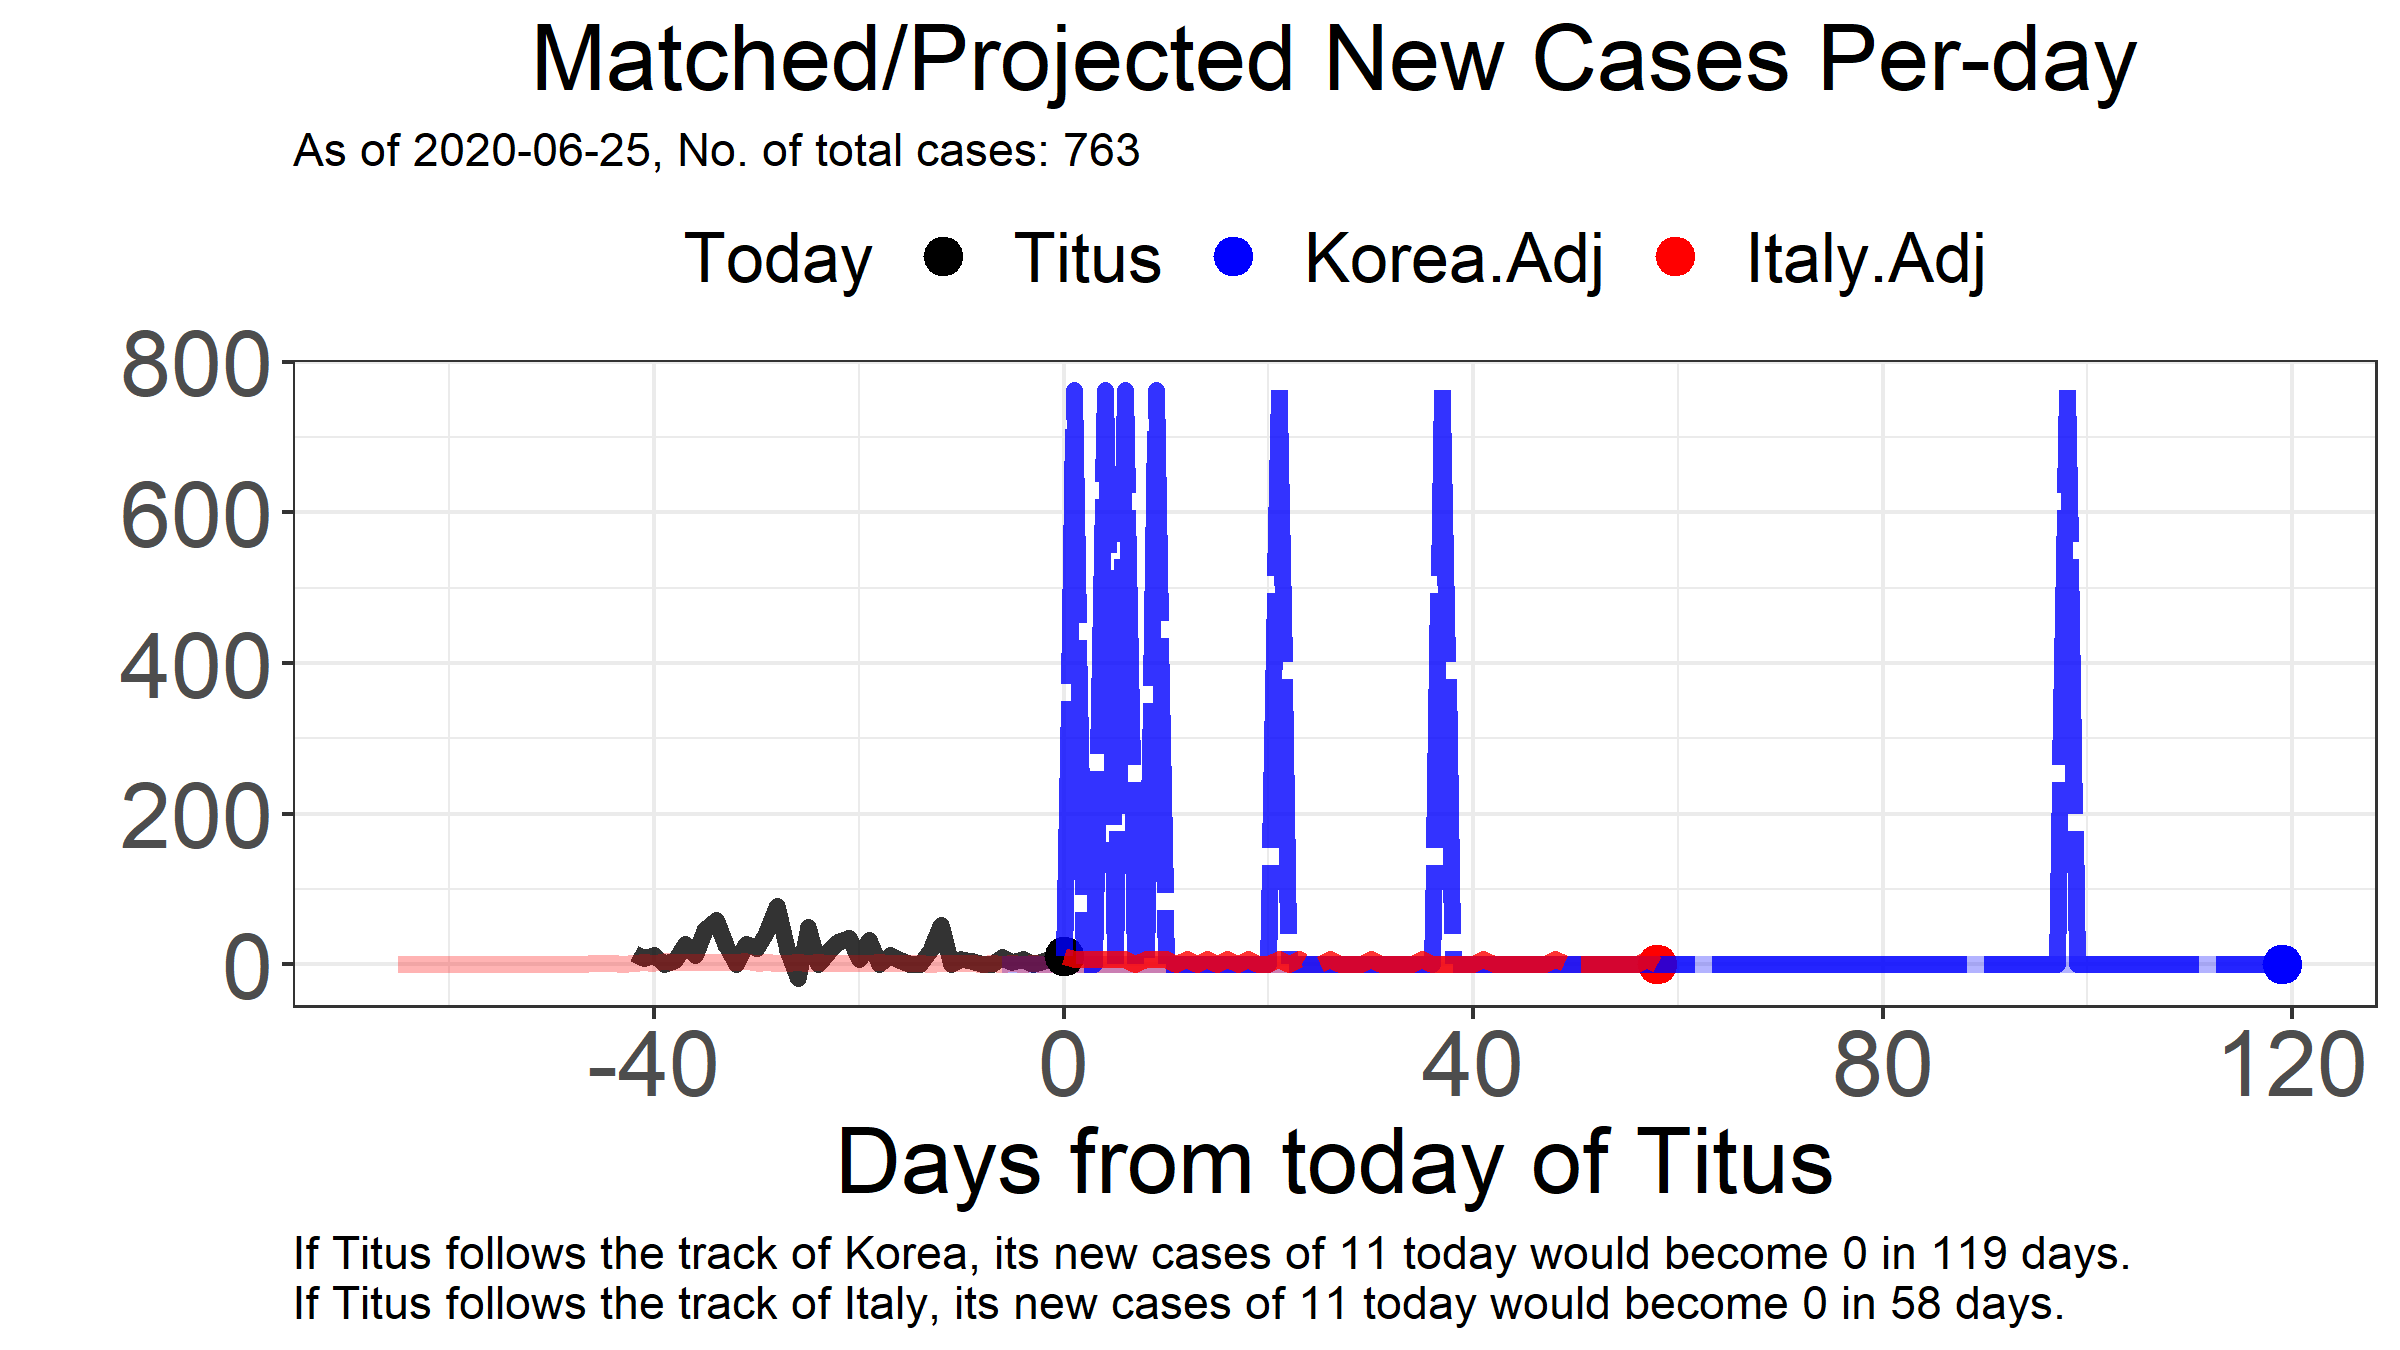 Matched/Projected New Cases Per-day
As of 2020-06-25, No. of total cases: 763
Today Titus Korea.Adj Italy.Adj
800
600
400
200
0
-40 0 40 80 120
Days from today of Titus
If Titus follows the track of Korea, its new cases of 11 today would become 0 in 119 days.
If Titus follows the track of Italy, its new cases of 11 today would become 0 in 58 days.